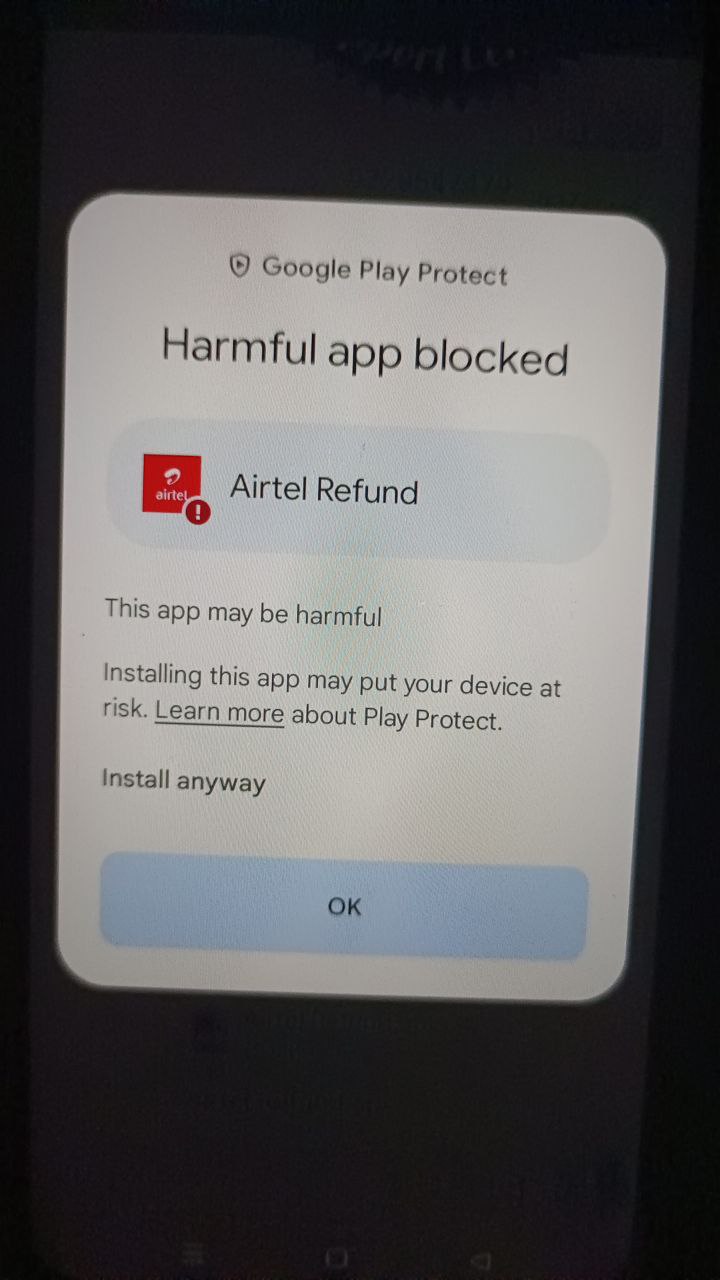 Google Play Protect
Harmful app blocked
airtel
Airtel Refund
This app may be harmful
Installing this app may put your device at
risk. Learn more about Play Protect.
Install anyway
OK